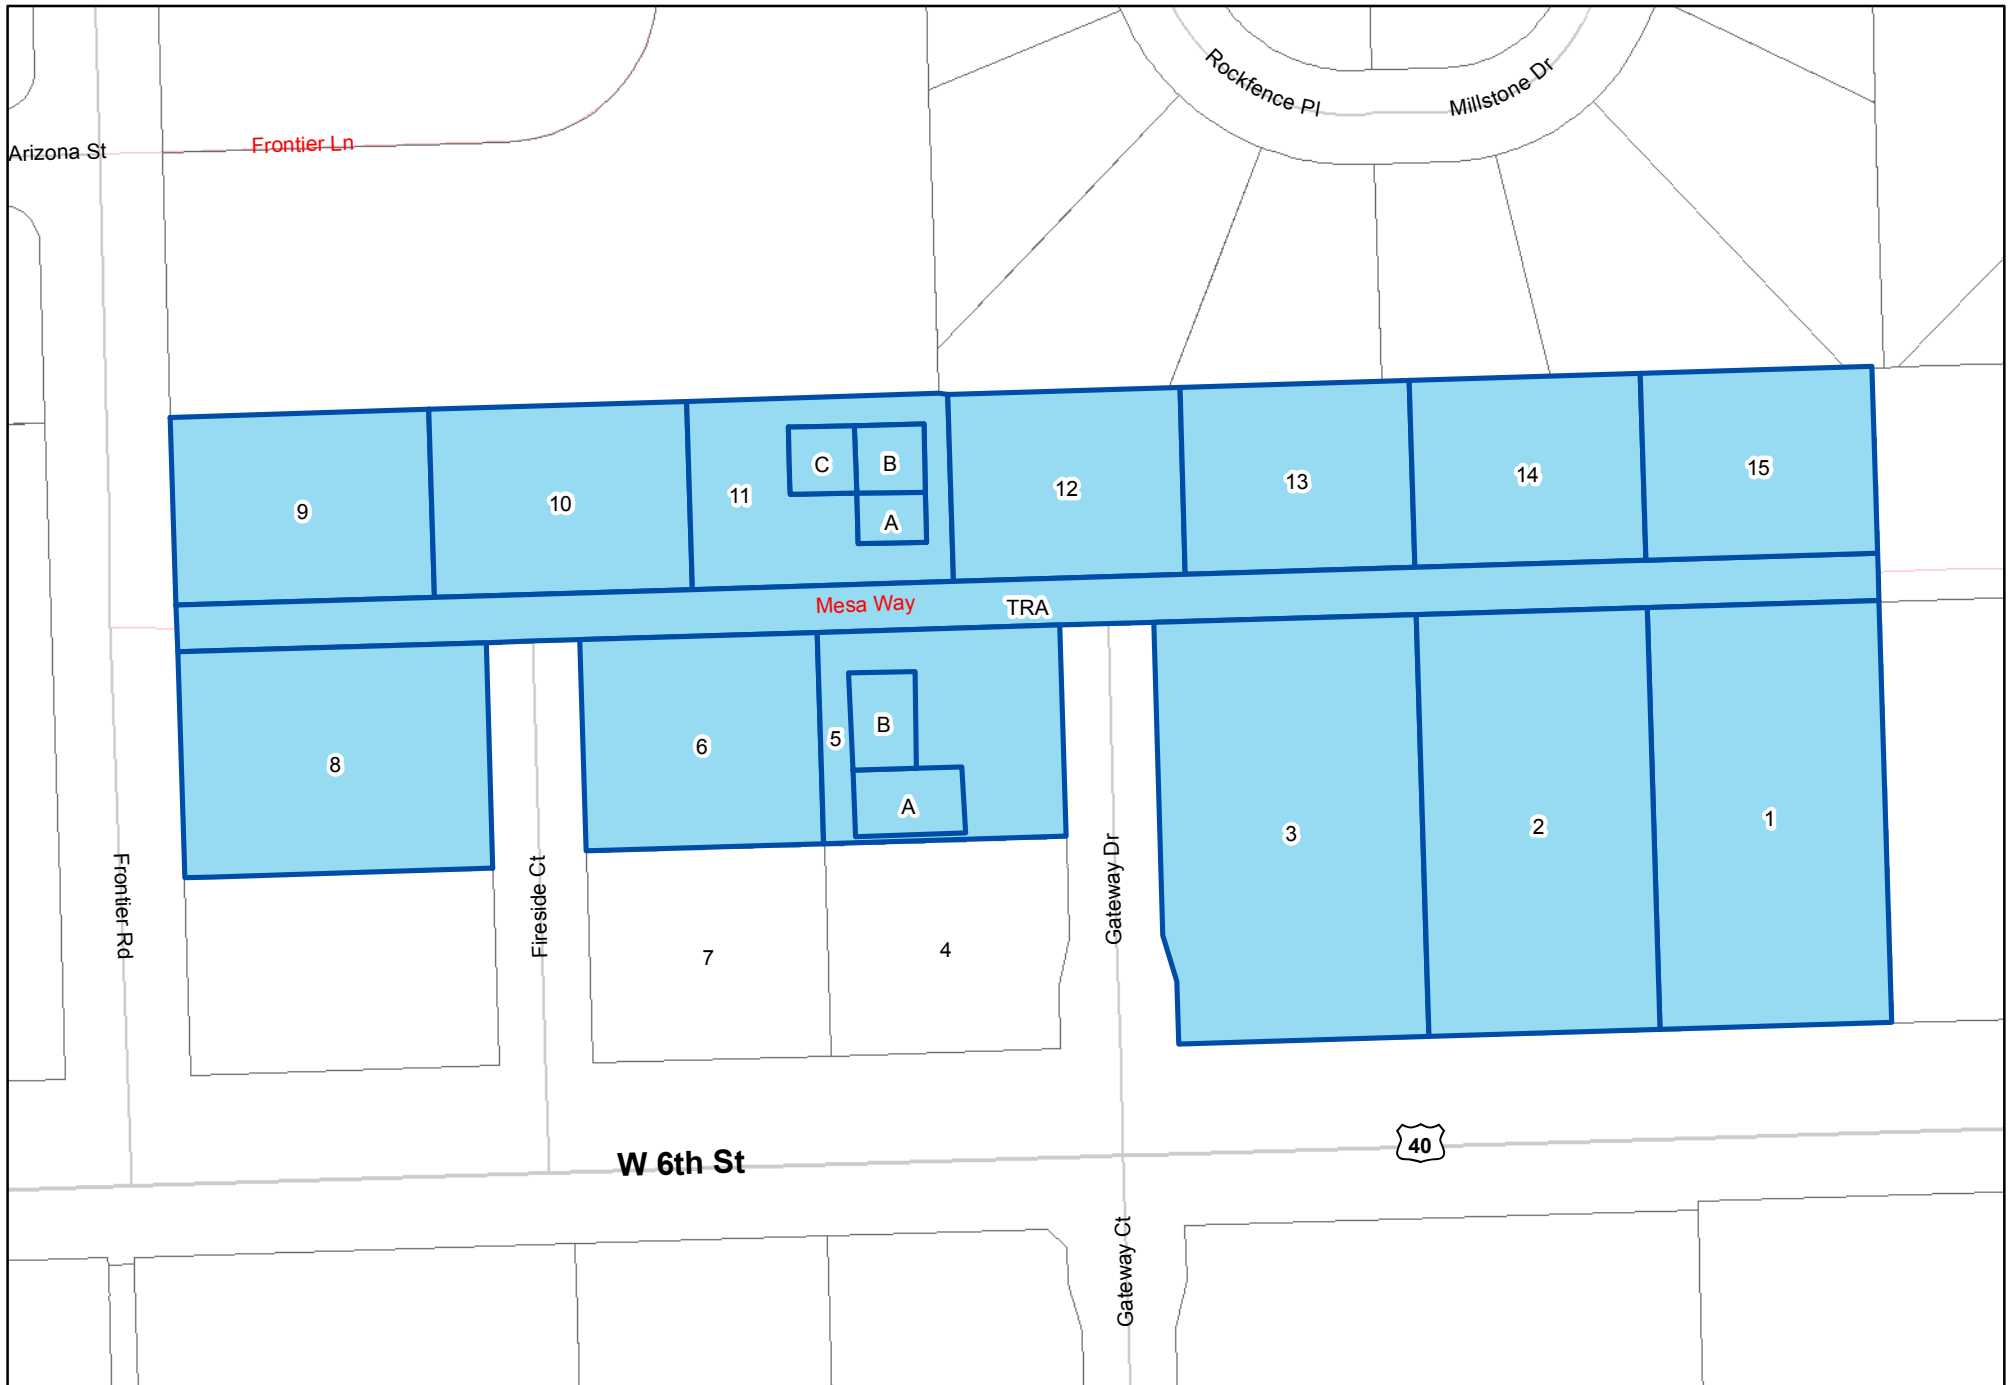 Rockfence Pl
Millstone Dr
Arizona St
Frontier Ln
9
10
11
C
B
A
12
13
14
15
Mesa Way
TRA
8
6
5
B
A
3
2
1
7
4
Frontier Rd
Fireside Ct
Gateway Dr
W 6th St
40
Gateway Ct